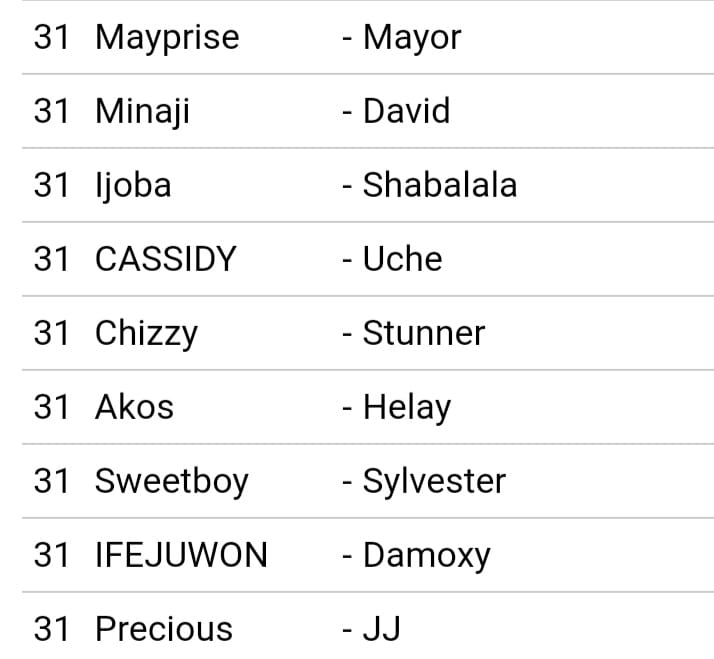 31 Mayprise - Mayor
31 Minaji - David
31 Ijoba - Shabalala
31 CASSIDY - Uche
31 Chizzy - Stunner
31 Akos - Helay
31 Sweetboy - Sylvester
31 IFEJUWON - Damoxy
31 Precious - JJ